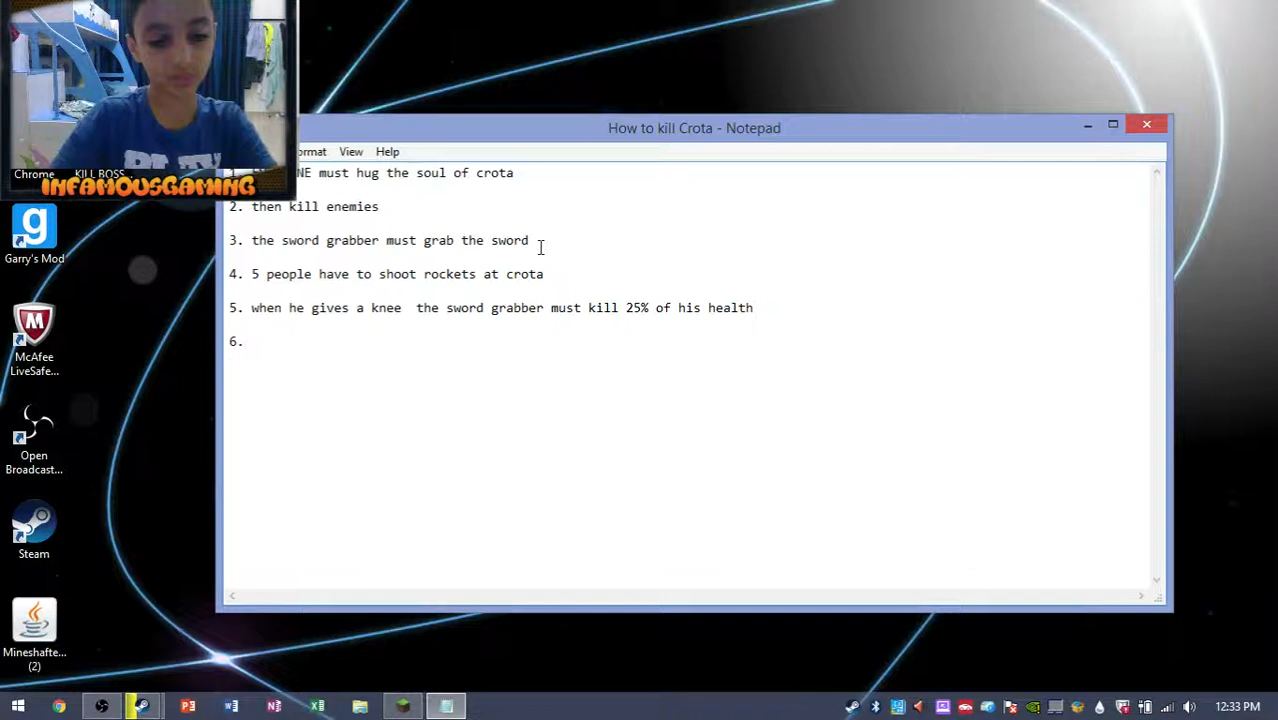 How to kill Crota - Notepad
ormat View Help
NE must hug the soul of crota
2. then kill enemies
3. the sword grabber must grab the sword
4. 5 people have to shoot rockets at crota
5. when he gives a knee the sword grabber must kill 25% of his health
6.
Chrome
KILL BOSS
INFAMOUSGAMING
Garry's Mod
McAfee
LiveSafe...
Open
Broadcast...
Steam
Mineshafte...
(2)
12:33 PM